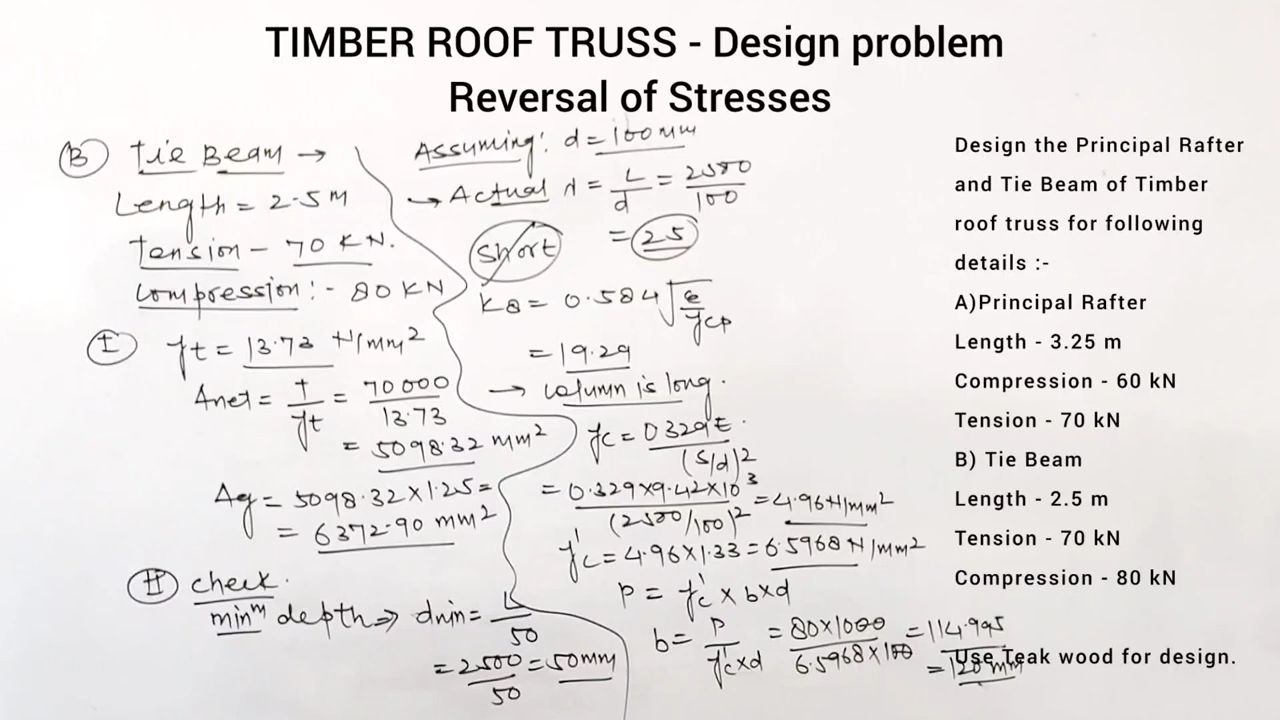 TIMBER ROOF TRUSS - Design problem
Reversal of Stresses
(B) Tie Beam →
Length = 2.5 m
Tension - 70 KN.
Compression :- 80 KN
(I) ft = 13.73 N/mm²
Anet = T/ft = 70000/13.73
= 5098.32 mm²
Ag = 5098.32 x 1.25 =
= 6372.90 mm²
(II) check.
minᵐ depth => dmin = L/50
= 2500/50 = 50mm
Assuming: d = 100 mm
→ Actual λ = L/d = 2500/100
= 25
Short
K8 = 0.584 √e/fcp
= 19.29
→ column is long.
fc = 0.329E/(S/d)²
= 0.329x9.42x10³/(2500/100)² = 4.96 N/mm²
f'c = 4.96 x 1.33 = 6.5968 N/mm²
P = f'c x b x d
b = P/f'c x d = 80 x 1000/6.5968 x 100 = 114.995
= 120 mm
Design the Principal Rafter
and Tie Beam of Timber
roof truss for following
details :-
A)Principal Rafter
Length - 3.25 m
Compression - 60 kN
Tension - 70 kN
B) Tie Beam
Length - 2.5 m
Tension - 70 kN
Compression - 80 kN
Use Teak wood for design.